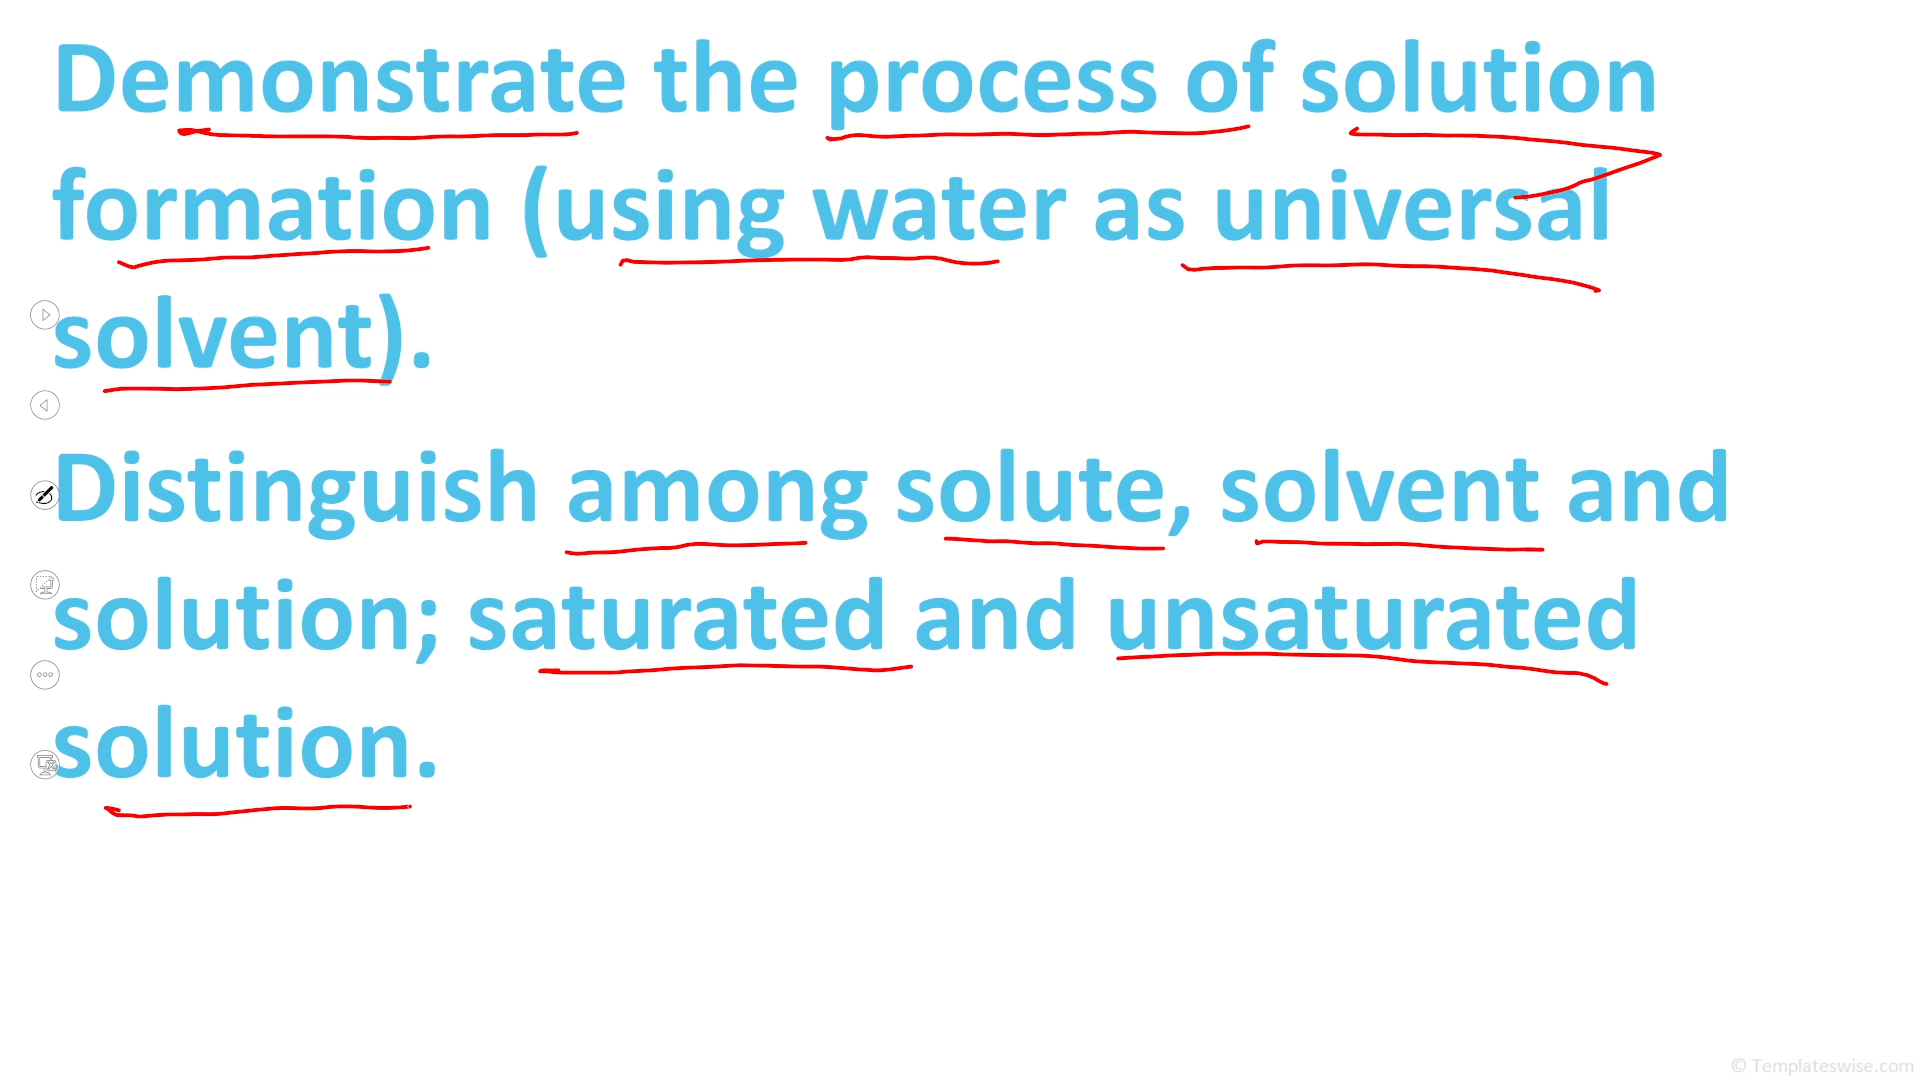 Demonstrate the process of solution
formation (using water as universal
solvent).
Distinguish among solute, solvent and
solution; saturated and unsaturated
solution.
© Templateswise.com